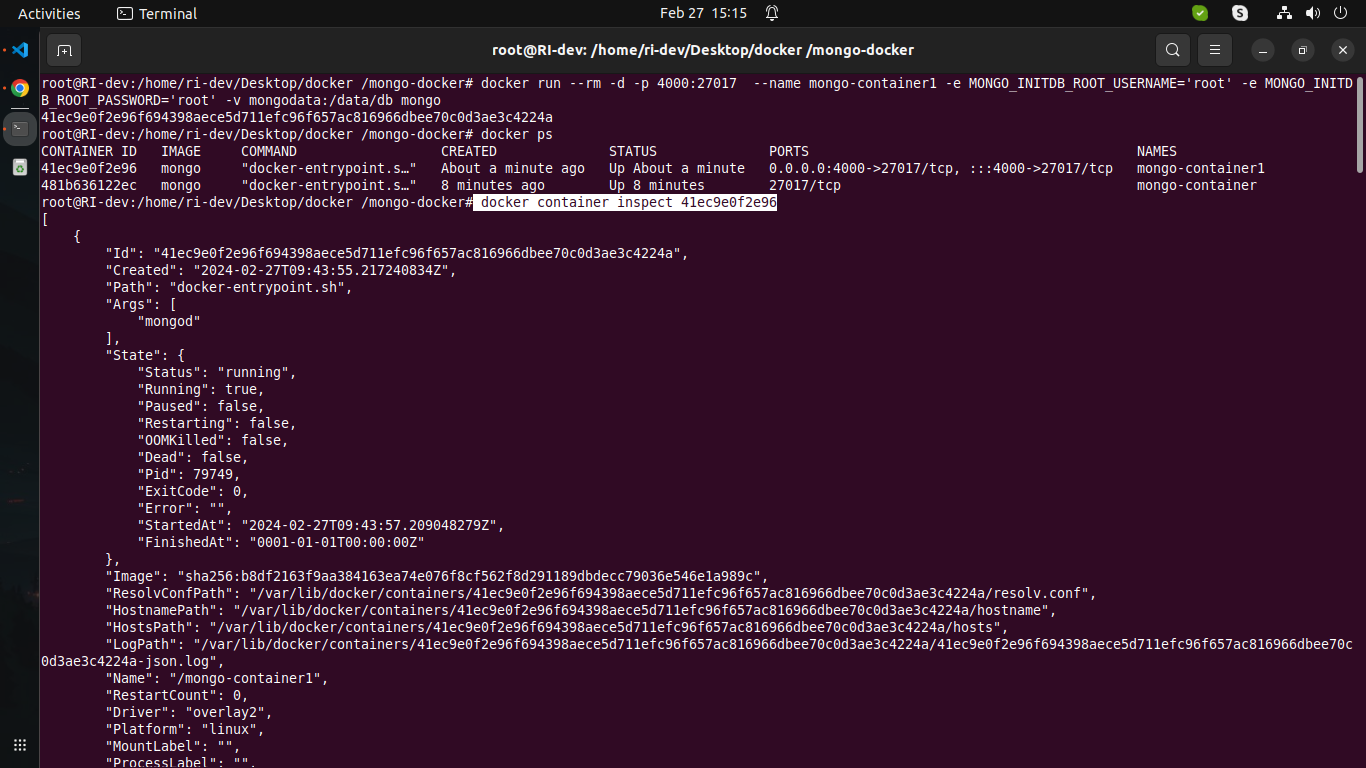 Activities Terminal Feb 27 15:15
root@RI-dev: /home/ri-dev/Desktop/docker /mongo-docker
root@RI-dev:/home/ri-dev/Desktop/docker /mongo-docker# docker run --rm -d -p 4000:27017  --name mongo-container1 -e MONGO_INITDB_ROOT_USERNAME='root' -e MONGO_INITD
B_ROOT_PASSWORD='root' -v mongodata:/data/db mongo
41ec9e0f2e96f694398aece5d711efc96f657ac816966dbee70c0d3ae3c4224a
root@RI-dev:/home/ri-dev/Desktop/docker /mongo-docker# docker ps
CONTAINER ID   IMAGE     COMMAND                  CREATED              STATUS              PORTS                                         NAMES
41ec9e0f2e96   mongo     "docker-entrypoint.s…"   About a minute ago   Up About a minute   0.0.0.0:4000->27017/tcp, :::4000->27017/tcp   mongo-container1
481b636122ec   mongo     "docker-entrypoint.s…"   8 minutes ago        Up 8 minutes        27017/tcp                                     mongo-container
root@RI-dev:/home/ri-dev/Desktop/docker /mongo-docker# docker container inspect 41ec9e0f2e96
[
    {
        "Id": "41ec9e0f2e96f694398aece5d711efc96f657ac816966dbee70c0d3ae3c4224a",
        "Created": "2024-02-27T09:43:55.217240834Z",
        "Path": "docker-entrypoint.sh",
        "Args": [
            "mongod"
        ],
        "State": {
            "Status": "running",
            "Running": true,
            "Paused": false,
            "Restarting": false,
            "OOMKilled": false,
            "Dead": false,
            "Pid": 79749,
            "ExitCode": 0,
            "Error": "",
            "StartedAt": "2024-02-27T09:43:57.209048279Z",
            "FinishedAt": "0001-01-01T00:00:00Z"
        },
        "Image": "sha256:b8df2163f9aa384163ea74e076f8cf562f8d291189dbdecc79036e546e1a989c",
        "ResolvConfPath": "/var/lib/docker/containers/41ec9e0f2e96f694398aece5d711efc96f657ac816966dbee70c0d3ae3c4224a/resolv.conf",
        "HostnamePath": "/var/lib/docker/containers/41ec9e0f2e96f694398aece5d711efc96f657ac816966dbee70c0d3ae3c4224a/hostname",
        "HostsPath": "/var/lib/docker/containers/41ec9e0f2e96f694398aece5d711efc96f657ac816966dbee70c0d3ae3c4224a/hosts",
        "LogPath": "/var/lib/docker/containers/41ec9e0f2e96f694398aece5d711efc96f657ac816966dbee70c0d3ae3c4224a/41ec9e0f2e96f694398aece5d711efc96f657ac816966dbee70c
0d3ae3c4224a-json.log",
        "Name": "/mongo-container1",
        "RestartCount": 0,
        "Driver": "overlay2",
        "Platform": "linux",
        "MountLabel": "",
        "ProcessLabel": "",